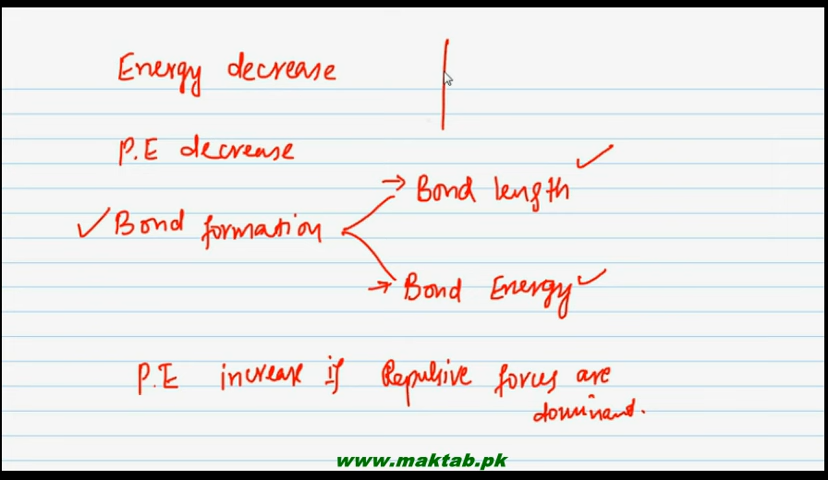 Energy decrease
P.E decrease
Bond length
Bond formation
Bond Energy
P.E increase if Repulsive forces are
dominant.
www.maktab.pk